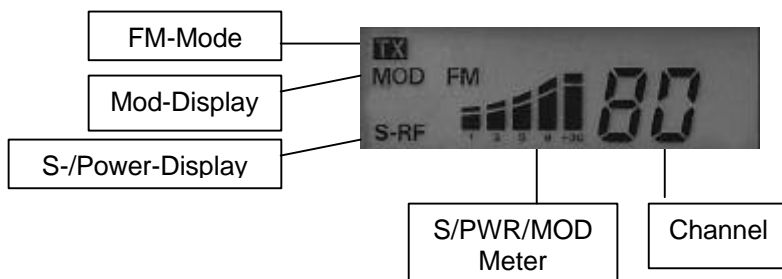 FM-Mode
Mod-Display
S-/Power-Display
TX
MOD FM
S-RF
1 3 5 9 +30
80
S/PWR/MOD
Meter
Channel